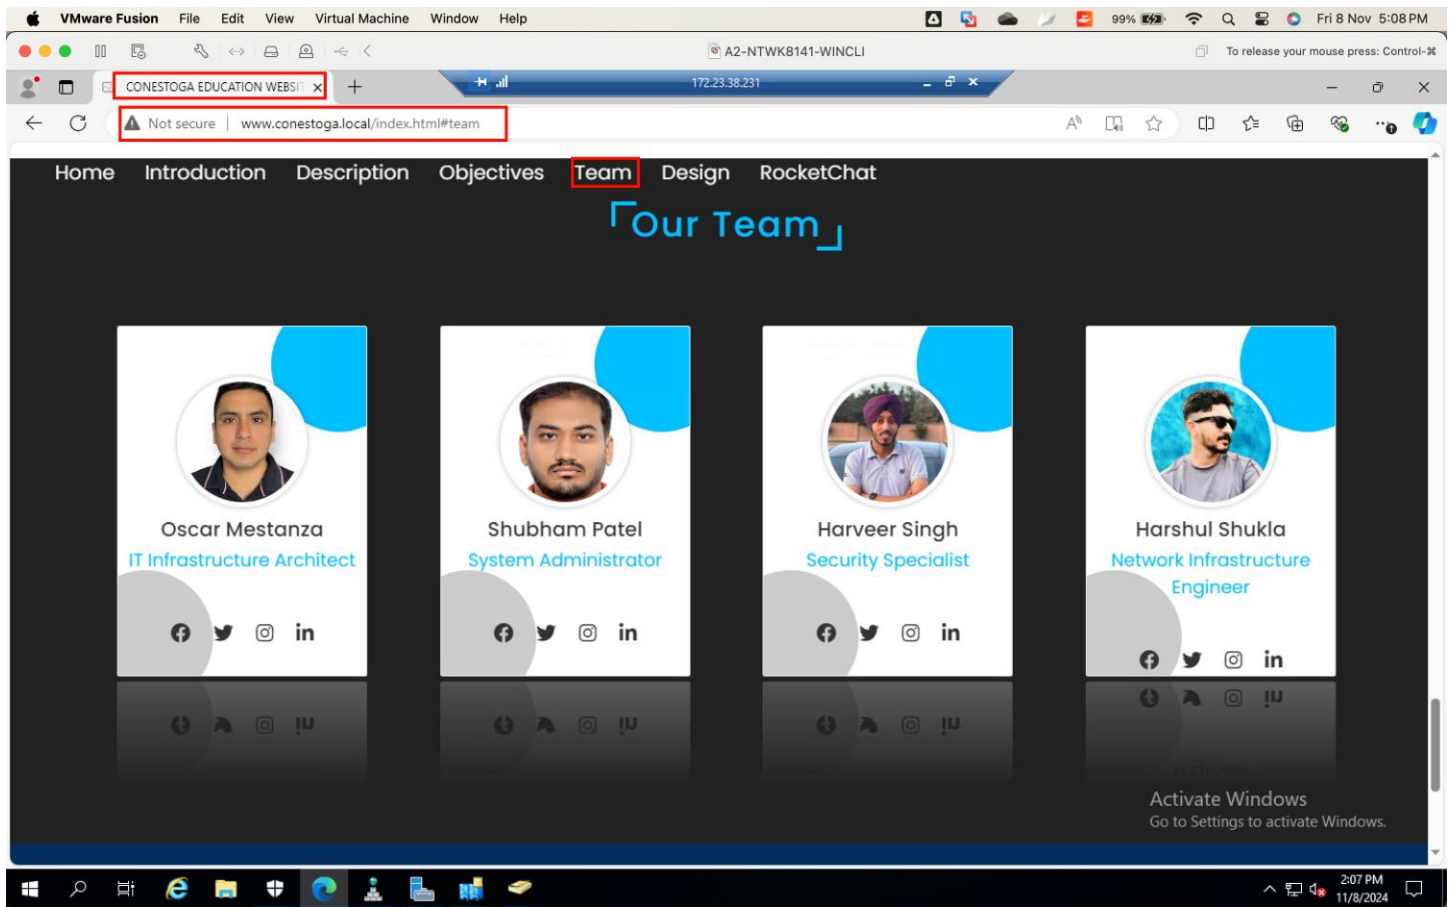 VMware Fusion File Edit View Virtual Machine Window Help 99% Fri 8 Nov 5:08 PM
A2-NTWK8141-WINCLI To release your mouse press: Control-⌘
CONESTOGA EDUCATION WEBSIT 172.23.38.231
Not secure www.conestoga.local/index.html#team
Home Introduction Description Objectives Team Design RocketChat
Our Team
Oscar Mestanza
IT Infrastructure Architect
Shubham Patel
System Administrator
Harveer Singh
Security Specialist
Harshul Shukla
Network Infrastructure
Engineer
Activate Windows
Go to Settings to activate Windows.
2:07 PM
11/8/2024